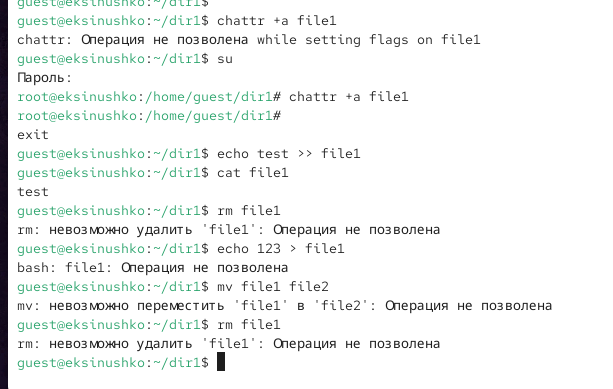 guest@eksinushko:~/dir1$
guest@eksinushko:~/dir1$ chattr +a file1
chattr: Операция не позволена while setting flags on file1
guest@eksinushko:~/dir1$ su
Пароль:
root@eksinushko:/home/guest/dir1# chattr +a file1
root@eksinushko:/home/guest/dir1#
exit
guest@eksinushko:~/dir1$ echo test >> file1
guest@eksinushko:~/dir1$ cat file1
test
guest@eksinushko:~/dir1$ rm file1
rm: невозможно удалить 'file1': Операция не позволена
guest@eksinushko:~/dir1$ echo 123 > file1
bash: file1: Операция не позволена
guest@eksinushko:~/dir1$ mv file1 file2
mv: невозможно переместить 'file1' в 'file2': Операция не позволена
guest@eksinushko:~/dir1$ rm file1
rm: невозможно удалить 'file1': Операция не позволена
guest@eksinushko:~/dir1$